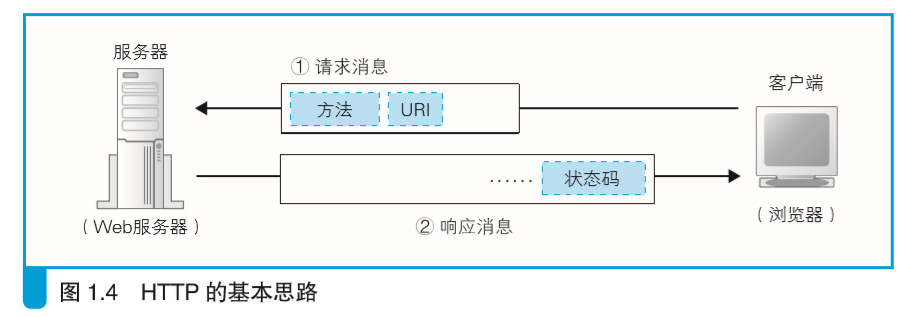 服务器
① 请求消息
客户端
方法 URI
…… 状态码
（Web服务器）
② 响应消息
（浏览器）
图 1.4 HTTP 的基本思路